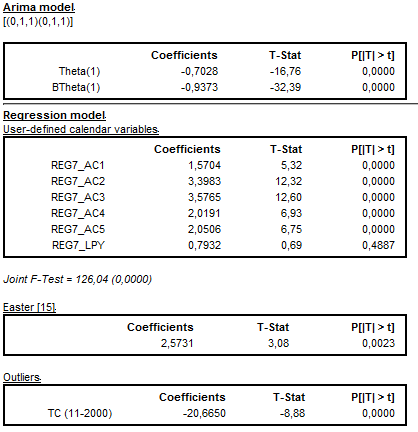 Arima model
[(0,1,1)(0,1,1)]
Coefficients T-Stat P[|T| > t]
Theta(1) -0,7028 -16,76 0,0000
BTheta(1) -0,9373 -32,39 0,0000
Regression model
User-defined calendar variables
Coefficients T-Stat P[|T| > t]
REG7_AC1 1,5704 5,32 0,0000
REG7_AC2 3,3983 12,32 0,0000
REG7_AC3 3,5765 12,60 0,0000
REG7_AC4 2,0191 6,93 0,0000
REG7_AC5 2,0506 6,75 0,0000
REG7_LPY 0,7932 0,69 0,4887
Joint F-Test = 126,04 (0,0000)
Easter [15]
Coefficients T-Stat P[|T| > t]
2,5731 3,08 0,0023
Outliers
Coefficients T-Stat P[|T| > t]
TC (11-2000) -20,6650 -8,88 0,0000